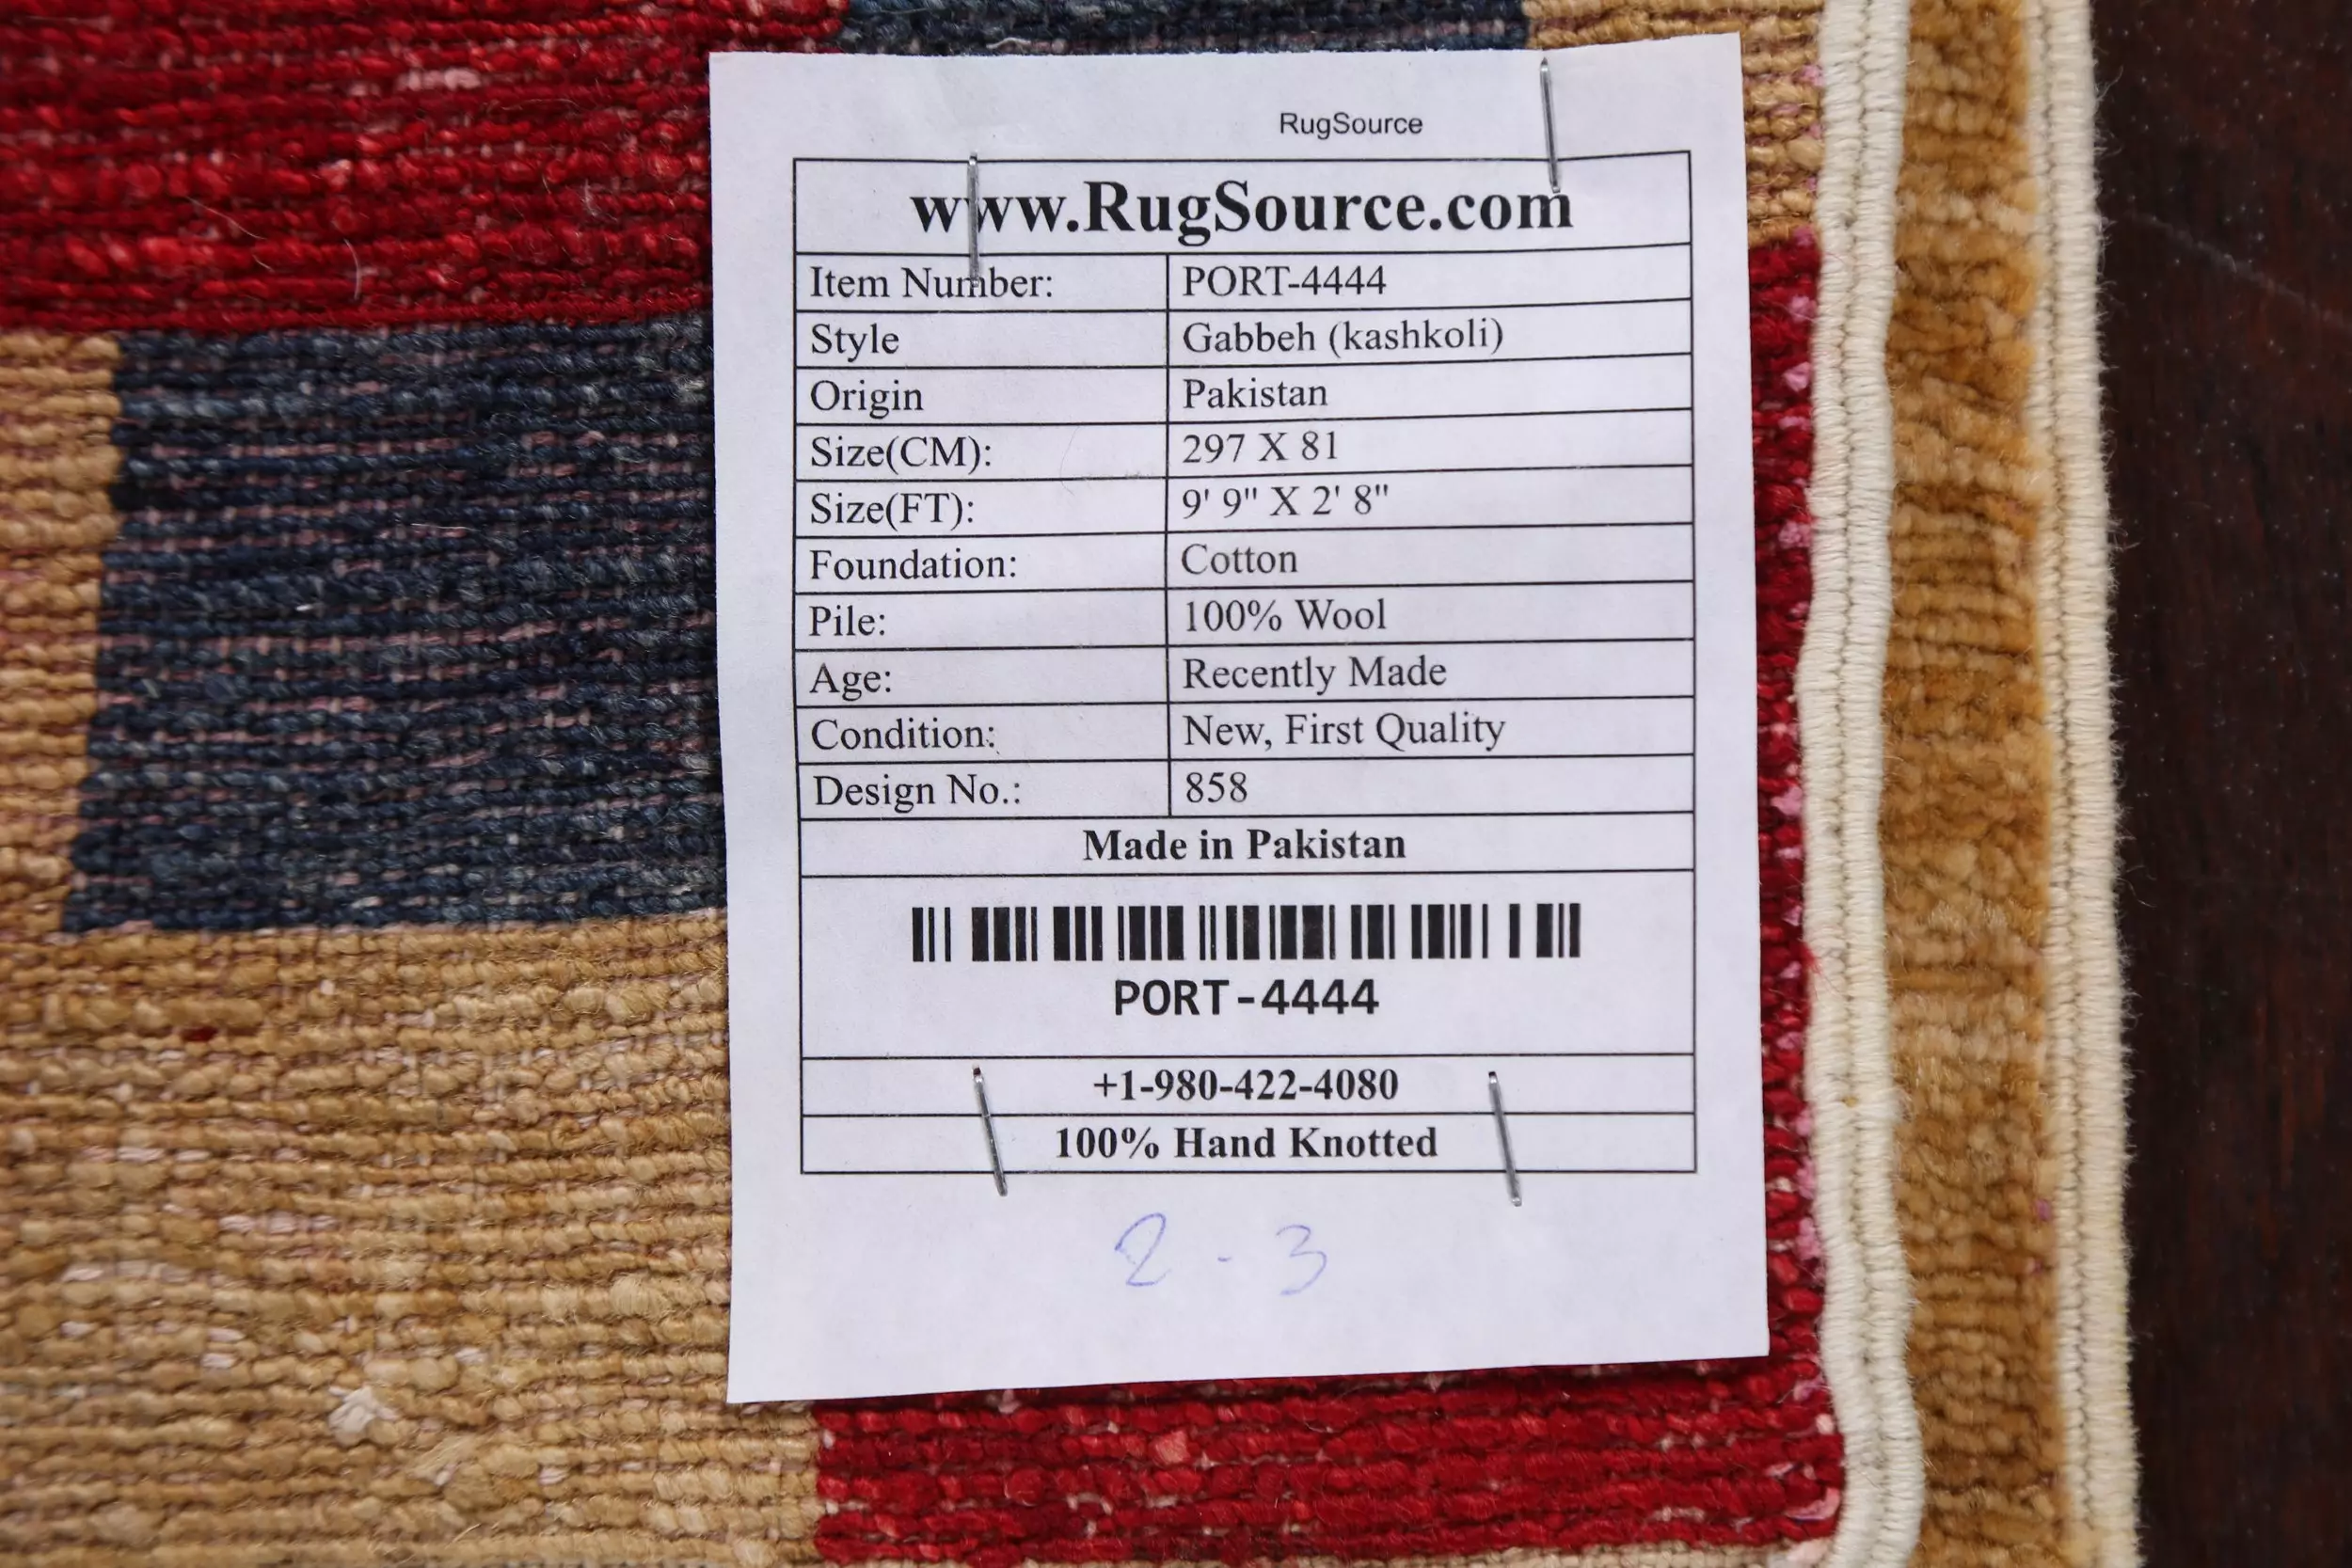 RugSource
www.RugSource.com
Item Number: PORT-4444
Style Gabbeh (kashkoli)
Origin Pakistan
Size(CM): 297 X 81
Size(FT): 9' 9" X 2' 8"
Foundation: Cotton
Pile: 100% Wool
Age: Recently Made
Condition: New, First Quality
Design No.: 858
Made in Pakistan
PORT-4444
+1-980-422-4080
100% Hand Knotted
2 - 3